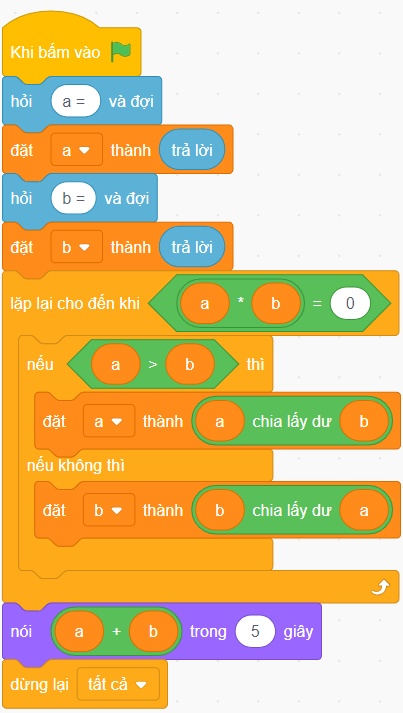 Khi bấm vào
hỏi a = và đợi
đặt a thành trả lời
hỏi b = và đợi
đặt b thành trả lời
lặp lại cho đến khi a * b = 0
nếu a > b thì
đặt a thành a chia lấy dư b
nếu không thì
đặt b thành b chia lấy dư a
nói a + b trong 5 giây
dừng lại tất cả